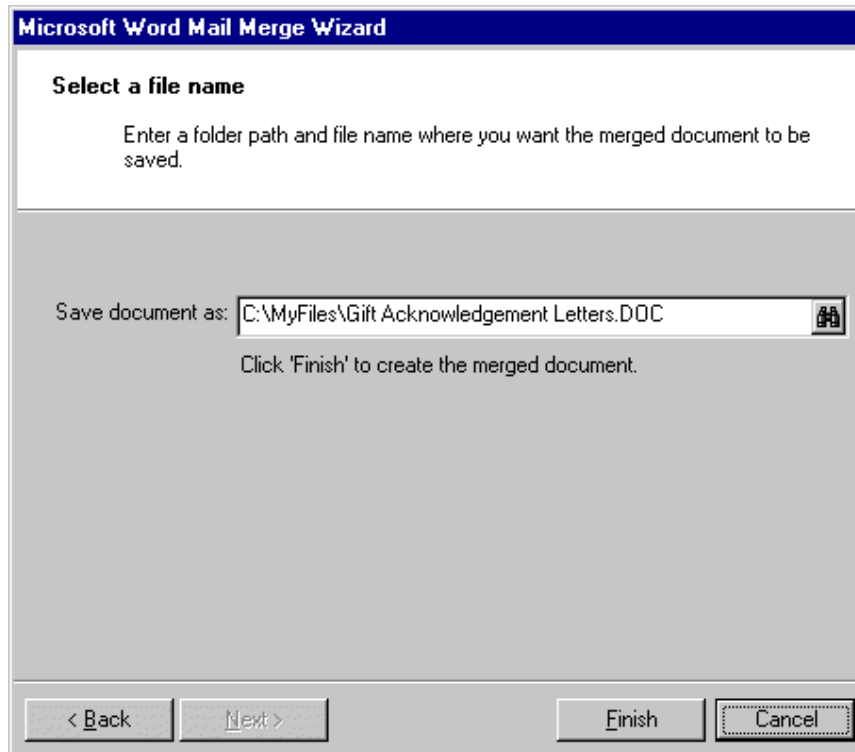 Microsoft Word Mail Merge Wizard
Select a file name
Enter a folder path and file name where you want the merged document to be
saved.
Save document as: C:\MyFiles\Gift Acknowledgement Letters.DOC
Click 'Finish' to create the merged document.
< Back Next > Finish Cancel